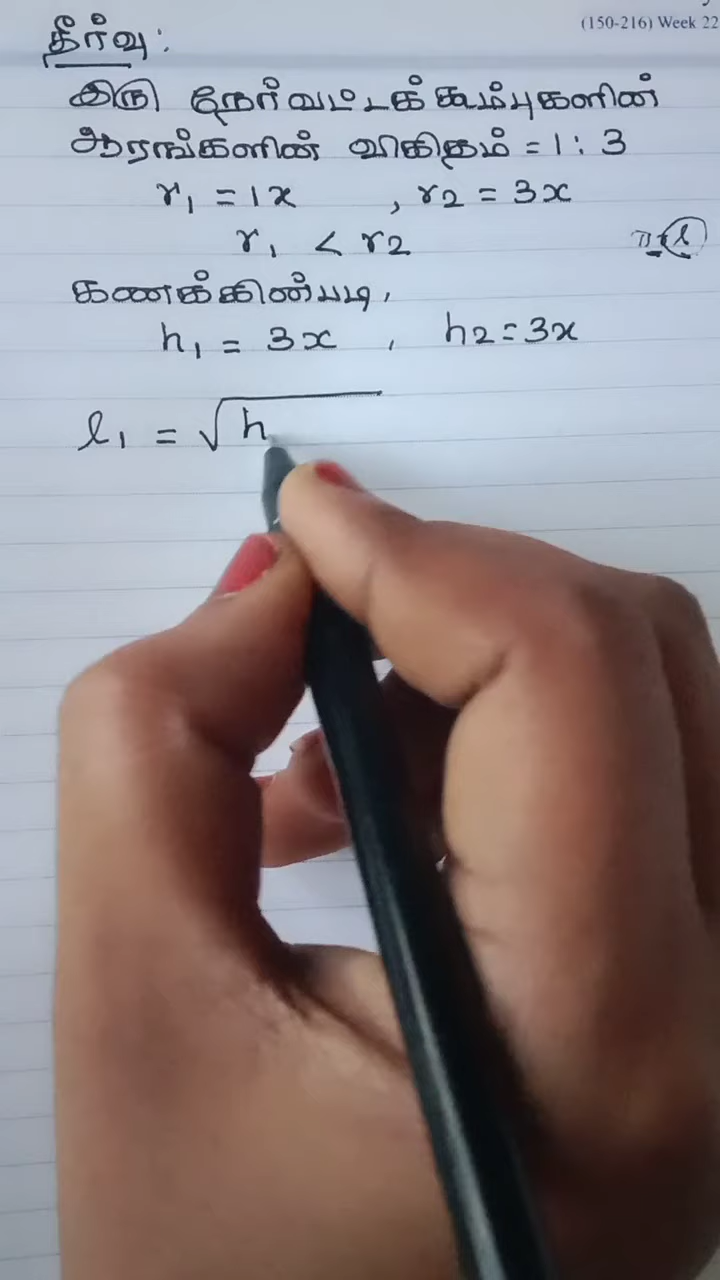 (150-216) Week 22
தீர்வு:
இரு நேர்வட்டக் கூம்புகளின்
ஆரங்களின் விகிதம் = 1 : 3
r₁ = 1x , r₂ = 3x
r₁ < r₂
πrl
கணக்கின்படி,
h₁ = 3x , h₂ = 3x
l₁ = √h